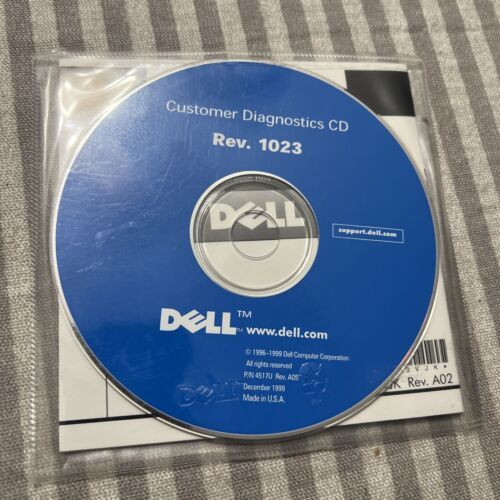 Customer Diagnostics CD
Rev. 1023
DELL
support.dell.com
DELL™ www.dell.com
© 1996–1999 Dell Computer Corporation
All rights reserved
P/N 4517U Rev. A05
December 1999
Made in U.S.A.
Rev. A02
DELL